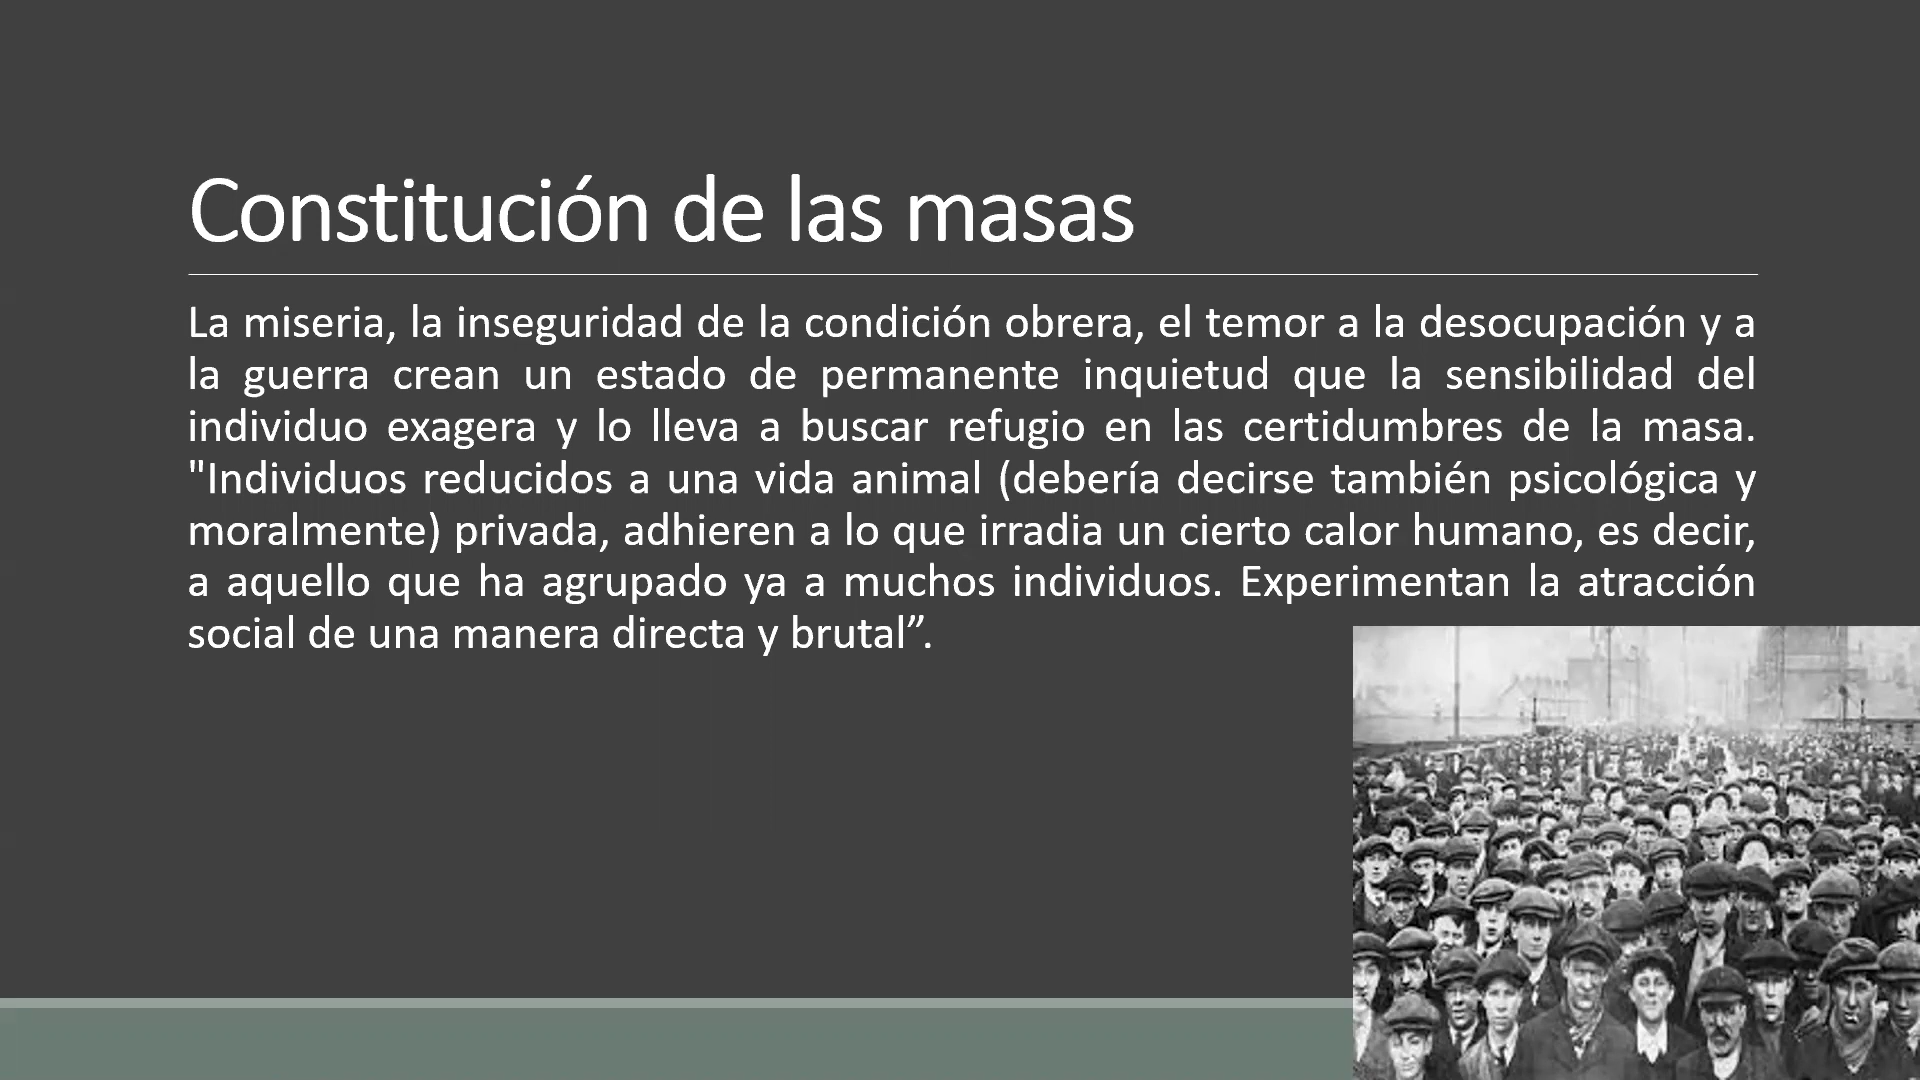 Constitución de las masas
La miseria, la inseguridad de la condición obrera, el temor a la desocupación y a
la guerra crean un estado de permanente inquietud que la sensibilidad del
individuo exagera y lo lleva a buscar refugio en las certidumbres de la masa.
"Individuos reducidos a una vida animal (debería decirse también psicológica y
moralmente) privada, adhieren a lo que irradia un cierto calor humano, es decir,
a aquello que ha agrupado ya a muchos individuos. Experimentan la atracción
social de una manera directa y brutal”.